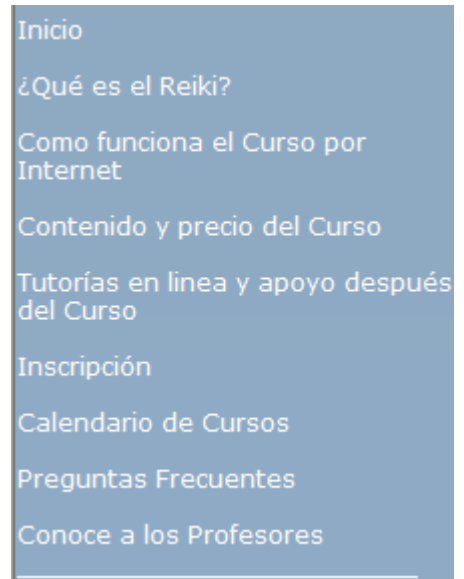 Inicio
¿Qué es el Reiki?
Como funciona el Curso por
Internet
Contenido y precio del Curso
Tutorías en linea y apoyo después
del Curso
Inscripción
Calendario de Cursos
Preguntas Frecuentes
Conoce a los Profesores